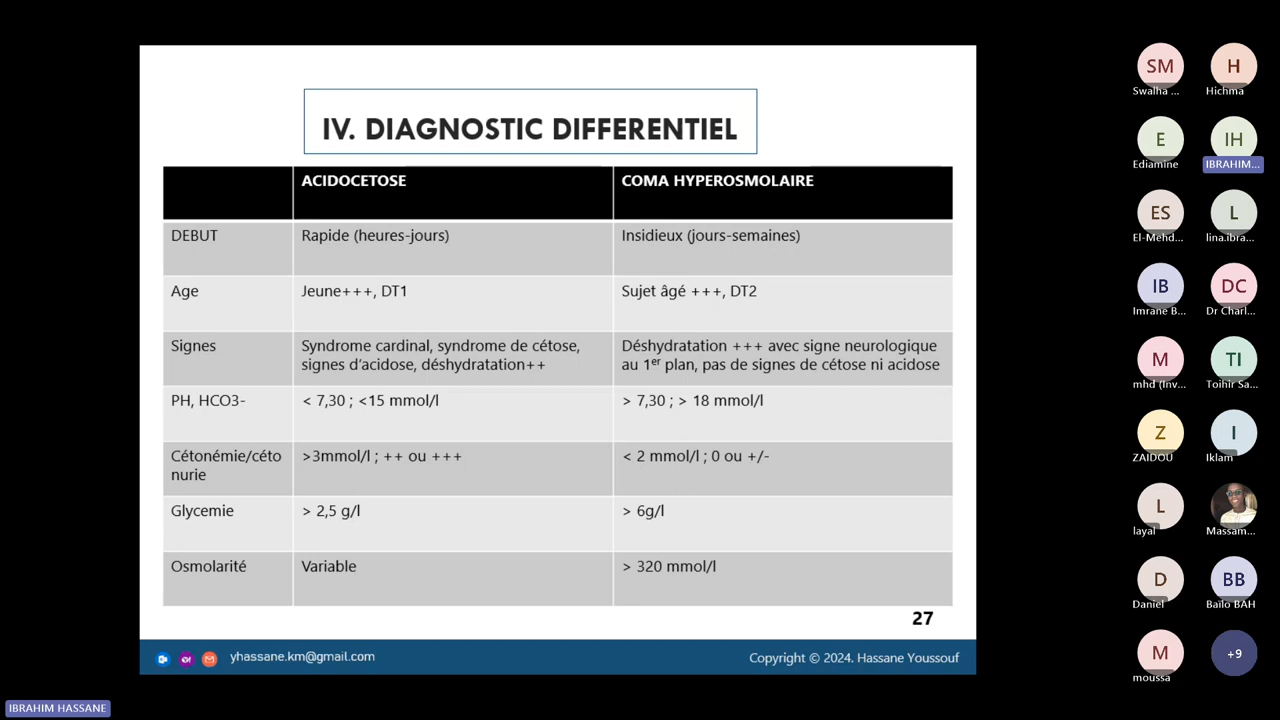 IV. DIAGNOSTIC DIFFERENTIEL
ACIDOCETOSE
COMA HYPEROSMOLAIRE
DEBUT
Rapide (heures-jours)
Insidieux (jours-semaines)
Age
Jeune+++, DT1
Sujet âgé +++, DT2
Signes
Syndrome cardinal, syndrome de cétose,
signes d'acidose, déshydratation++
Déshydratation +++ avec signe neurologique
au 1er plan, pas de signes de cétose ni acidose
PH, HCO3-
< 7,30 ; <15 mmol/l
> 7,30 ; > 18 mmol/l
Cétonémie/céto
nurie
>3mmol/l ; ++ ou +++
< 2 mmol/l ; 0 ou +/-
Glycemie
> 2,5 g/l
> 6g/l
Osmolarité
Variable
> 320 mmol/l
27
yhassane.km@gmail.com
Copyright © 2024. Hassane Youssouf
IBRAHIM HASSANE
SM
Swalha ...
H
Hichma
E
Ediamine
IH
IBRAHIM...
ES
El-Mehd...
L
lina.ibra...
IB
Imrane B...
DC
Dr Charl...
M
mhd (Inv...
TI
Toihir Sa...
Z
ZAIDOU
I
Iklam
L
layal
Massam...
D
Daniel
BB
Bailo BAH
M
moussa
+9